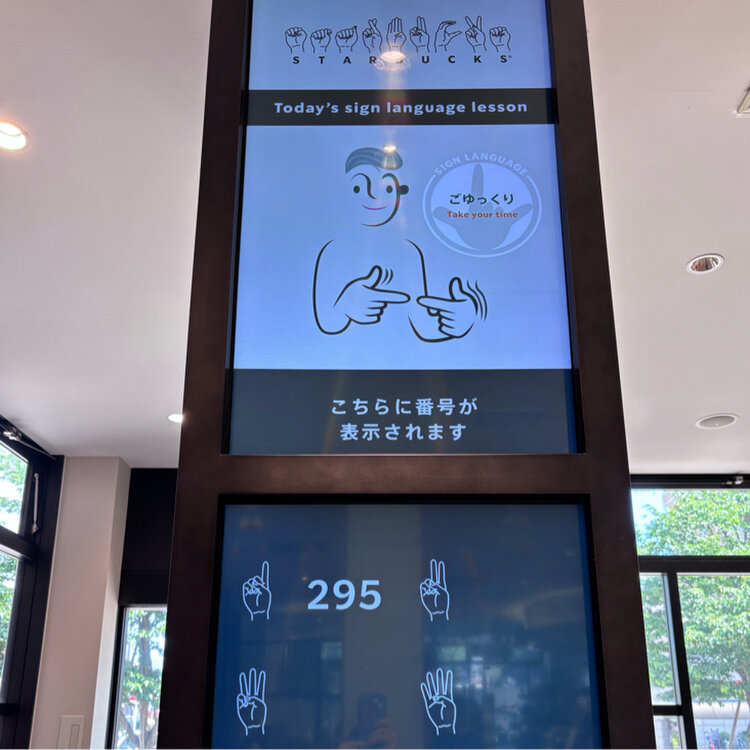 STARBUCKS®
Today's sign language lesson
SIGN LANGUAGE
ごゆっくり
Take your time
こちらに番号が
表示されます
295